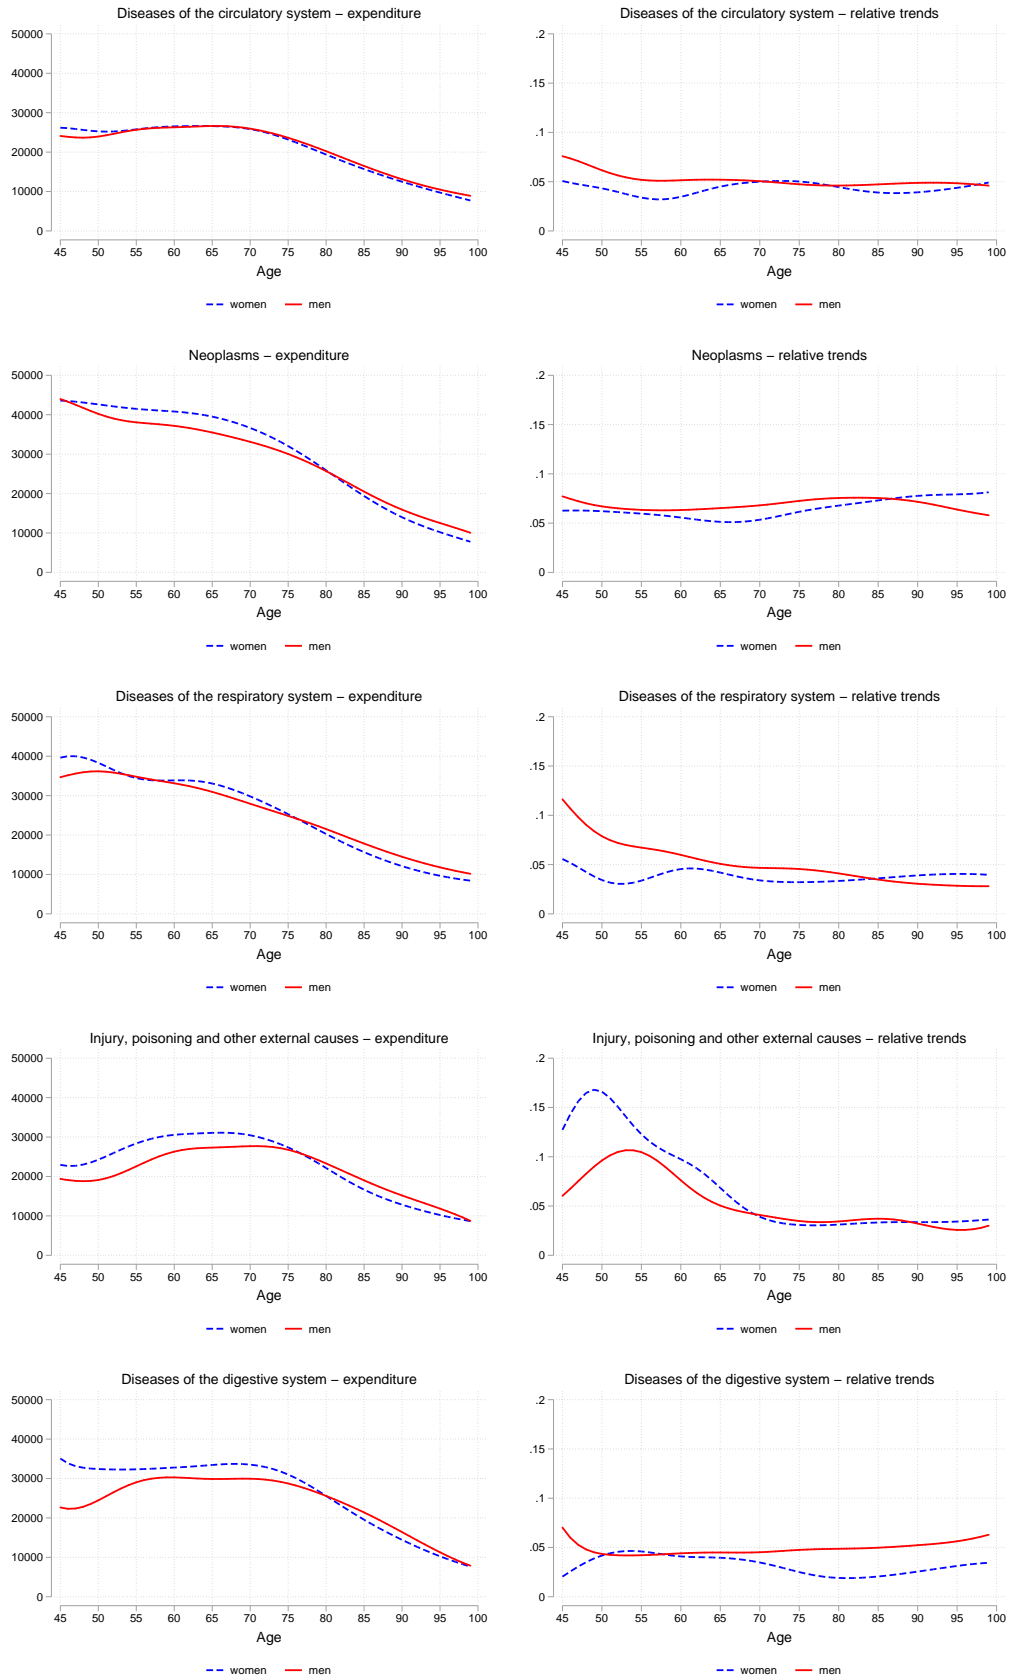 Diseases of the circulatory system – expenditure
50000
40000
30000
20000
10000
0
45 50 55 60 65 70 75 80 85 90 95 100
Age
women men
Diseases of the circulatory system – relative trends
.2
.15
.1
.05
0
45 50 55 60 65 70 75 80 85 90 95 100
Age
women men
Neoplasms – expenditure
50000
40000
30000
20000
10000
0
45 50 55 60 65 70 75 80 85 90 95 100
Age
women men
Neoplasms – relative trends
.2
.15
.1
.05
0
45 50 55 60 65 70 75 80 85 90 95 100
Age
women men
Diseases of the respiratory system – expenditure
50000
40000
30000
20000
10000
0
45 50 55 60 65 70 75 80 85 90 95 100
Age
women men
Diseases of the respiratory system – relative trends
.2
.15
.1
.05
0
45 50 55 60 65 70 75 80 85 90 95 100
Age
women men
Injury, poisoning and other external causes – expenditure
50000
40000
30000
20000
10000
0
45 50 55 60 65 70 75 80 85 90 95 100
Age
women men
Injury, poisoning and other external causes – relative trends
.2
.15
.1
.05
0
45 50 55 60 65 70 75 80 85 90 95 100
Age
women men
Diseases of the digestive system – expenditure
50000
40000
30000
20000
10000
0
45 50 55 60 65 70 75 80 85 90 95 100
Age
women men
Diseases of the digestive system – relative trends
.2
.15
.1
.05
0
45 50 55 60 65 70 75 80 85 90 95 100
Age
women men